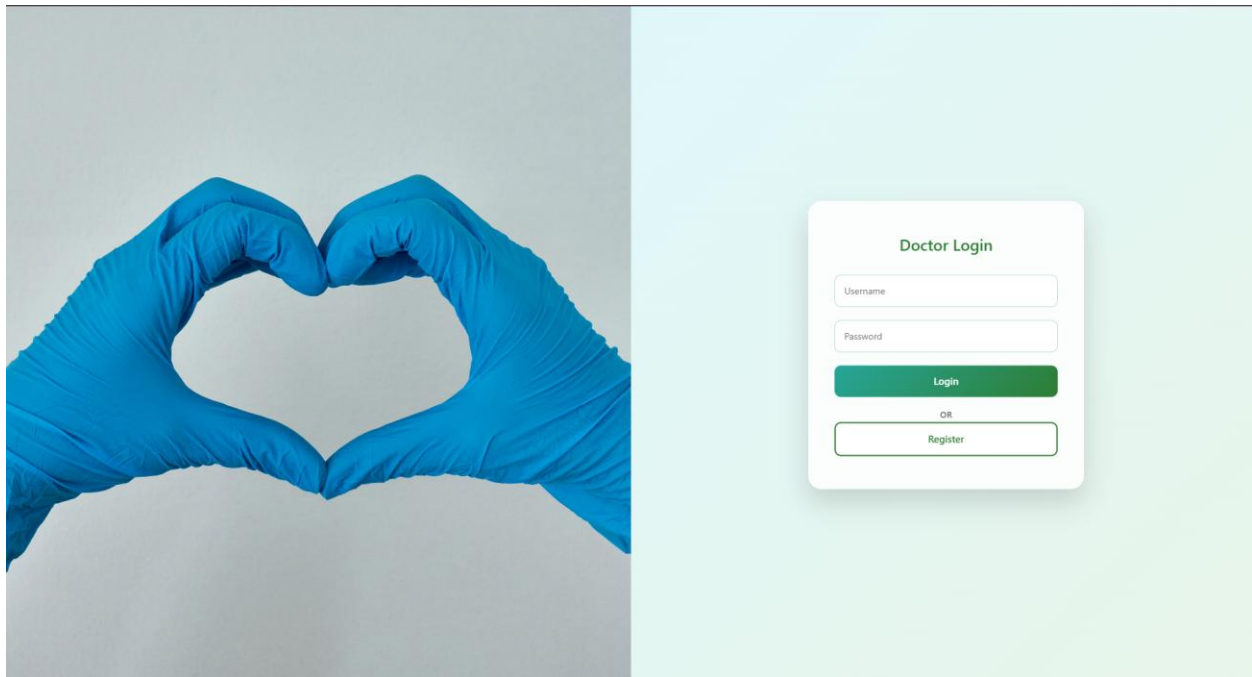 Doctor Login
Username
Password
Login
OR
Register